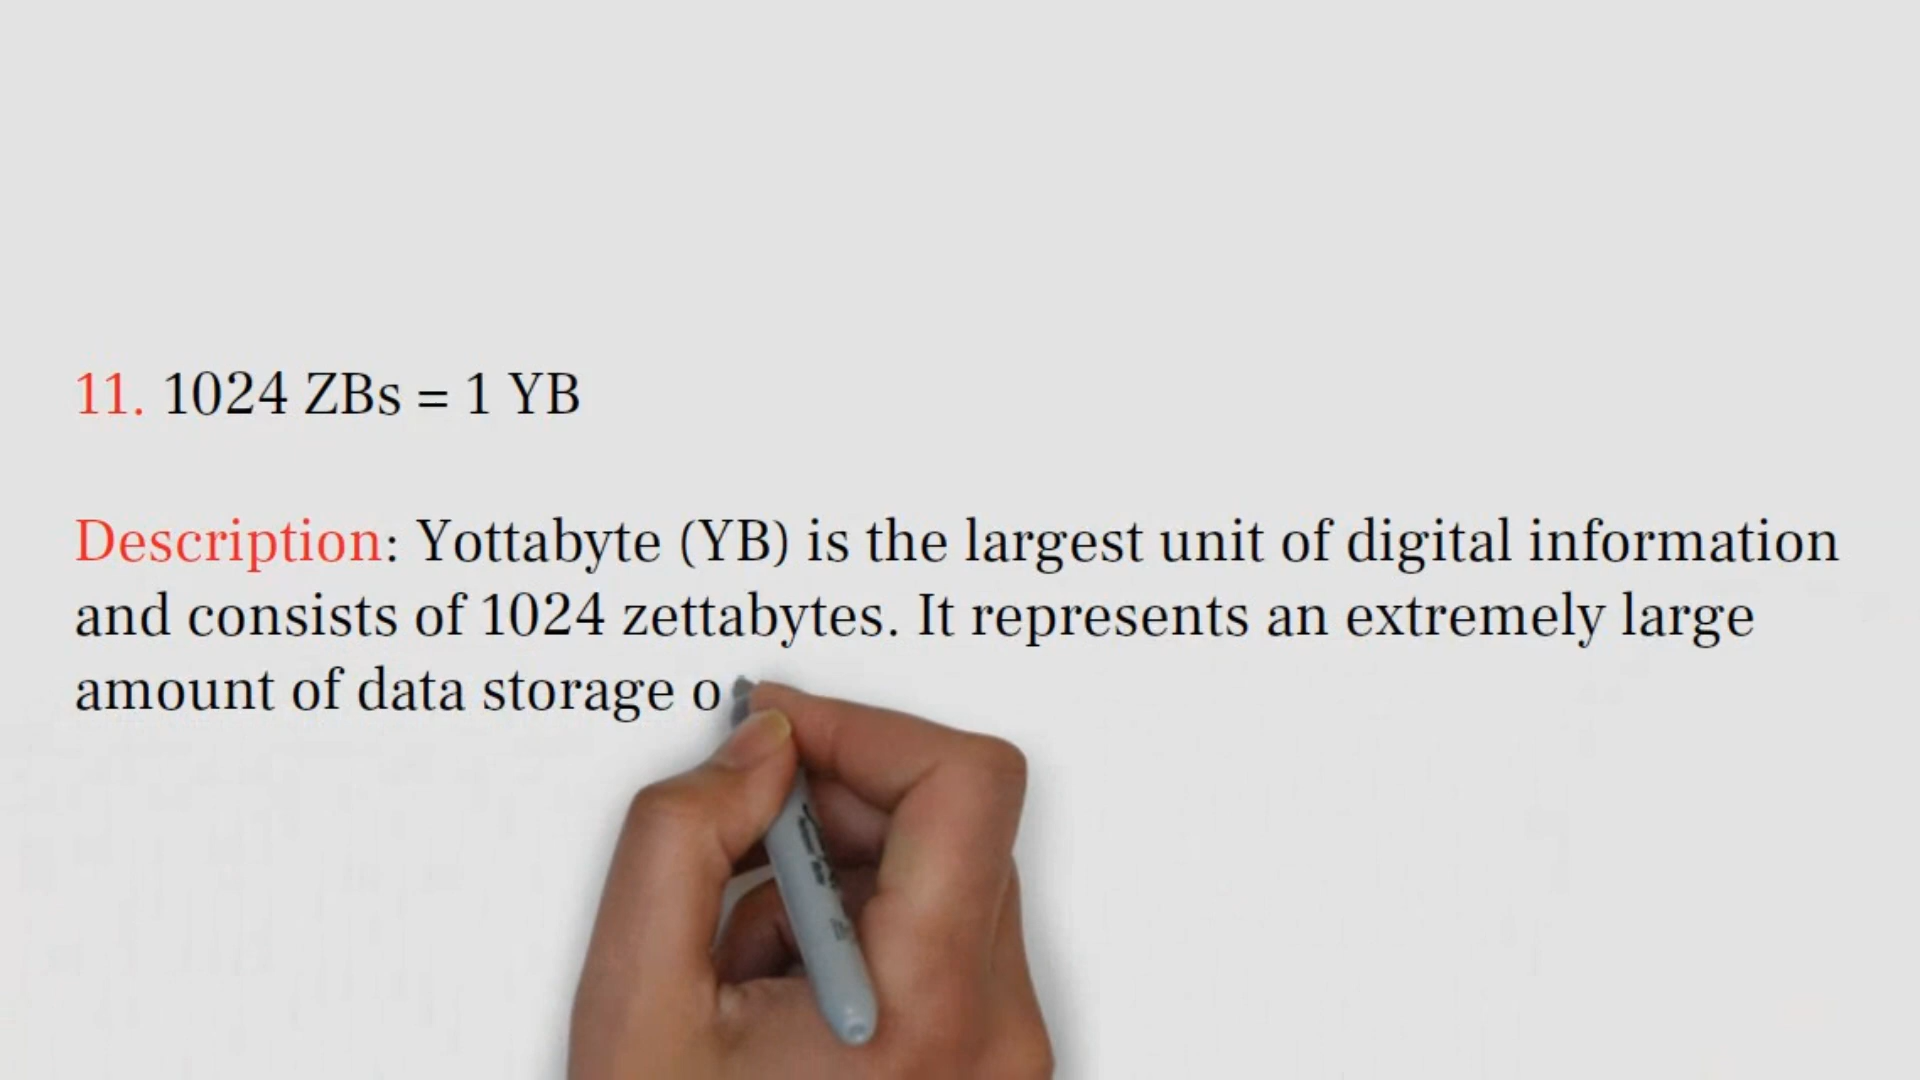 11. 1024 ZBs = 1 YB
Description: Yottabyte (YB) is the largest unit of digital information
and consists of 1024 zettabytes. It represents an extremely large
amount of data storage o